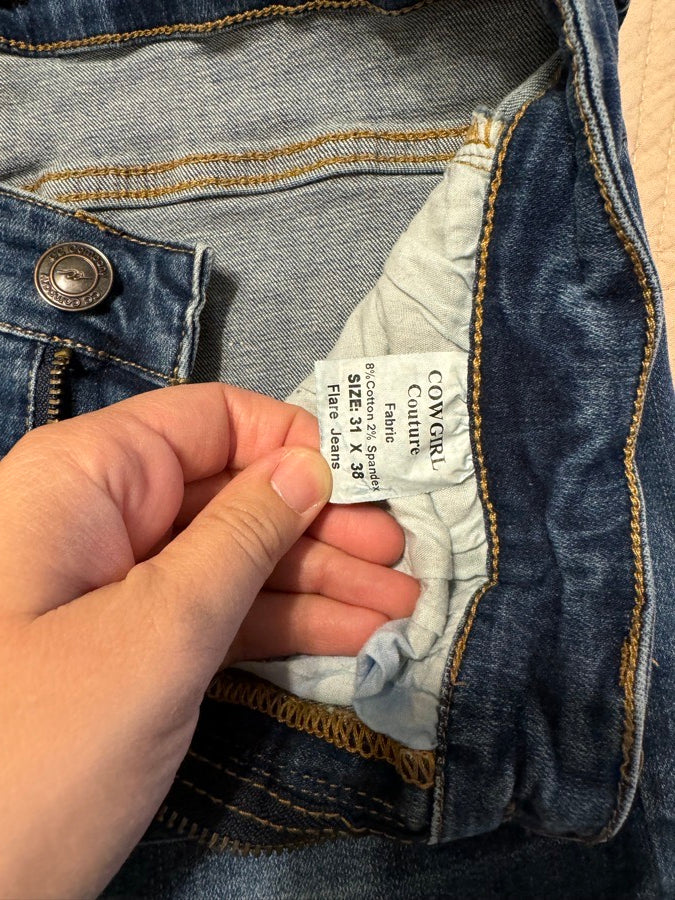 COWGIRL
Couture
Fabric
8%Cotton 2% Spandex
SIZE: 31 X 38
Flare Jeans